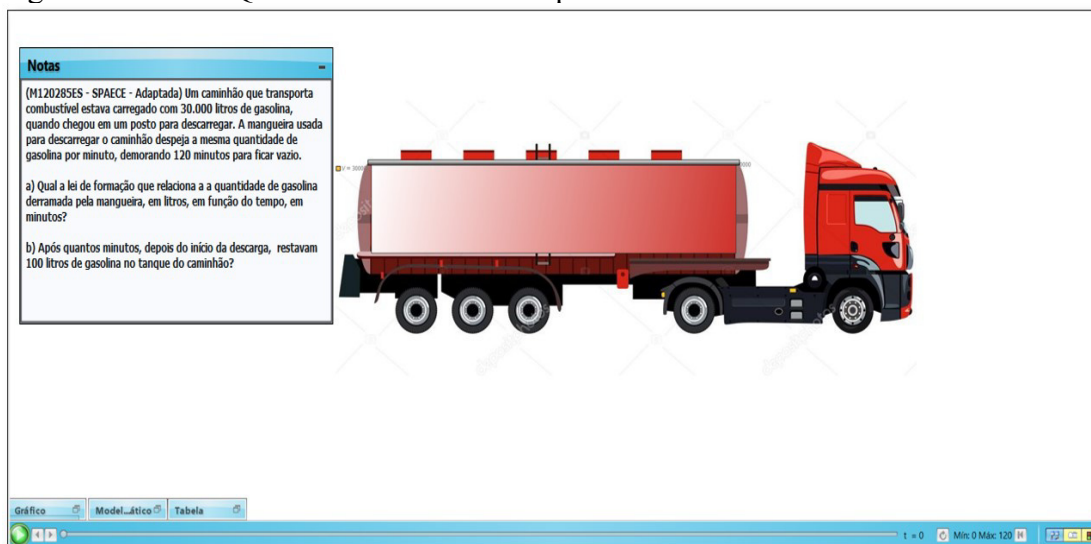 Notas
(M120285ES - SPAECE - Adaptada) Um caminhão que transporta
combustível estava carregado com 30.000 litros de gasolina,
quando chegou em um posto para descarregar. A mangueira usada
para descarregar o caminhão despeja a mesma quantidade de
gasolina por minuto, demorando 120 minutos para ficar vazio.
a) Qual a lei de formação que relaciona a a quantidade de gasolina
derramada pela mangueira, em litros, em função do tempo, em
minutos?
b) Após quantos minutos, depois do início da descarga, restavam
100 litros de gasolina no tanque do caminhão?
depositphotos
Gráfico
Model...ático
Tabela
t = 0
Mín: 0 Máx: 120